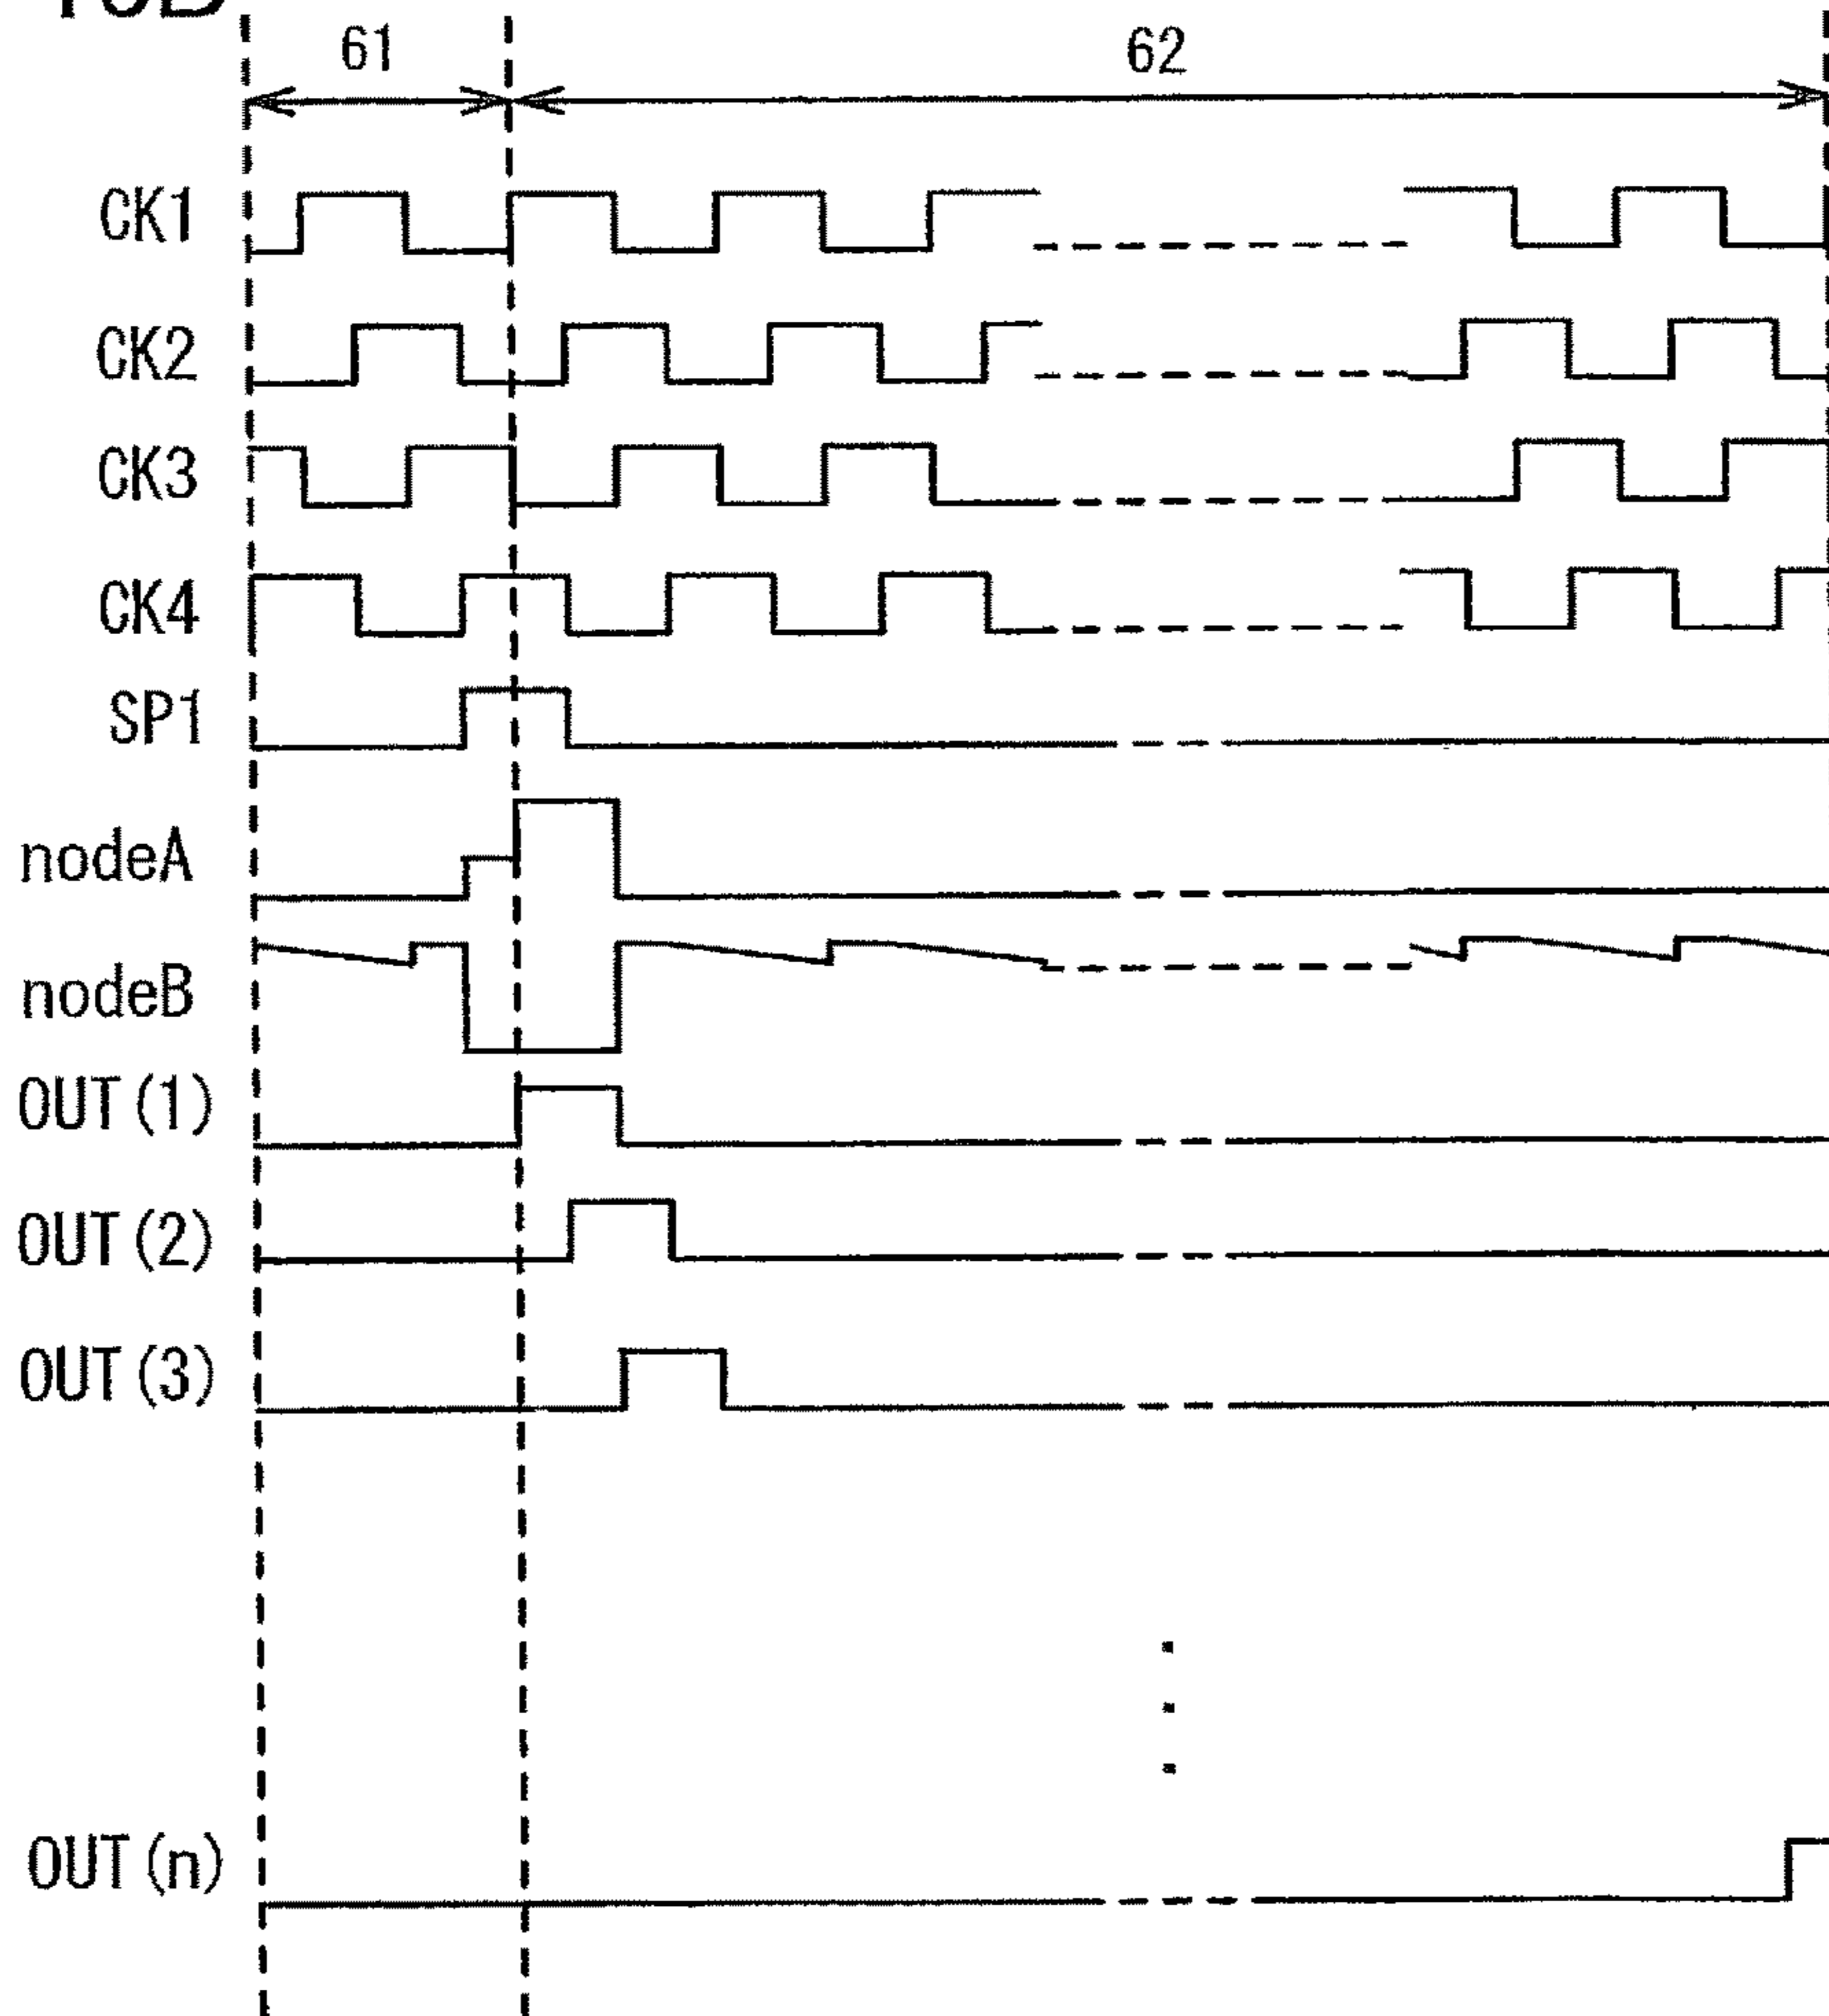 61
62
CK1
CK2
CK3
CK4
SP1
nodeA
nodeB
OUT(1)
OUT(2)
OUT(3)
OUT(n)